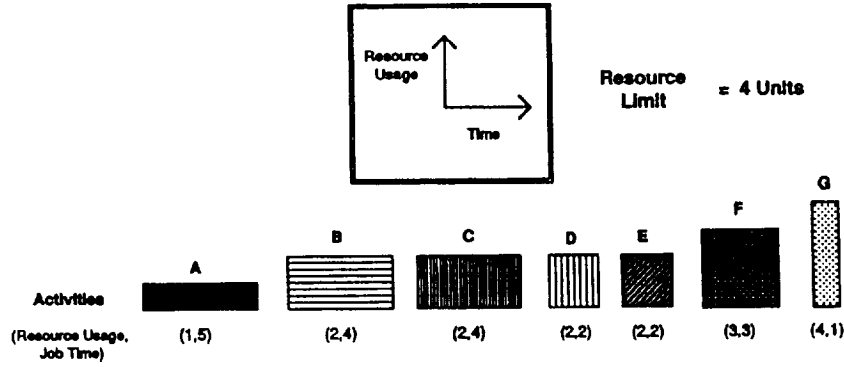 Resource
Usage
Time
Resource
Limit
= 4 Units
A
B
C
D
E
F
G
Activities
(Resource Usage,
Job Time)
(1,5)
(2,4)
(2,4)
(2,2)
(2,2)
(3,3)
(4,1)